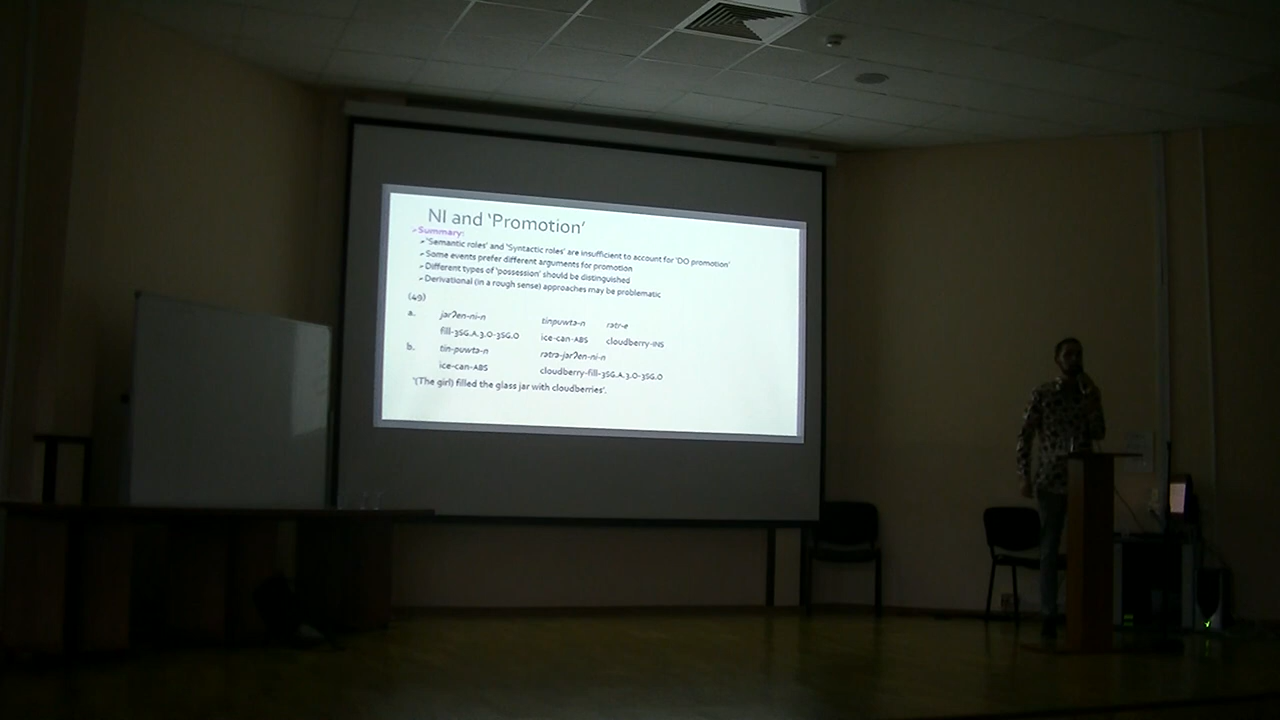 NI and ‘Promotion’
➢Summary:
➢‘Semantic roles’ and ‘Syntactic roles’ are insufficient to account for ‘DO promotion’
➢Some events prefer different arguments for promotion
➢Different types of ‘possession’ should be distinguished
➢Derivational (in a rough sense) approaches may be problematic
(49)
a. jərʔen-ni-n tinpuwtə-n rətr-e
fill-3SG.A.3.O-3SG.O ice-can-ABS cloudberry-INS
b. tin-puwtə-n rətrə-jərʔen-ni-n
ice-can-ABS cloudberry-fill-3SG.A.3.O-3SG.O
‘(The girl) filled the glass jar with cloudberries’.